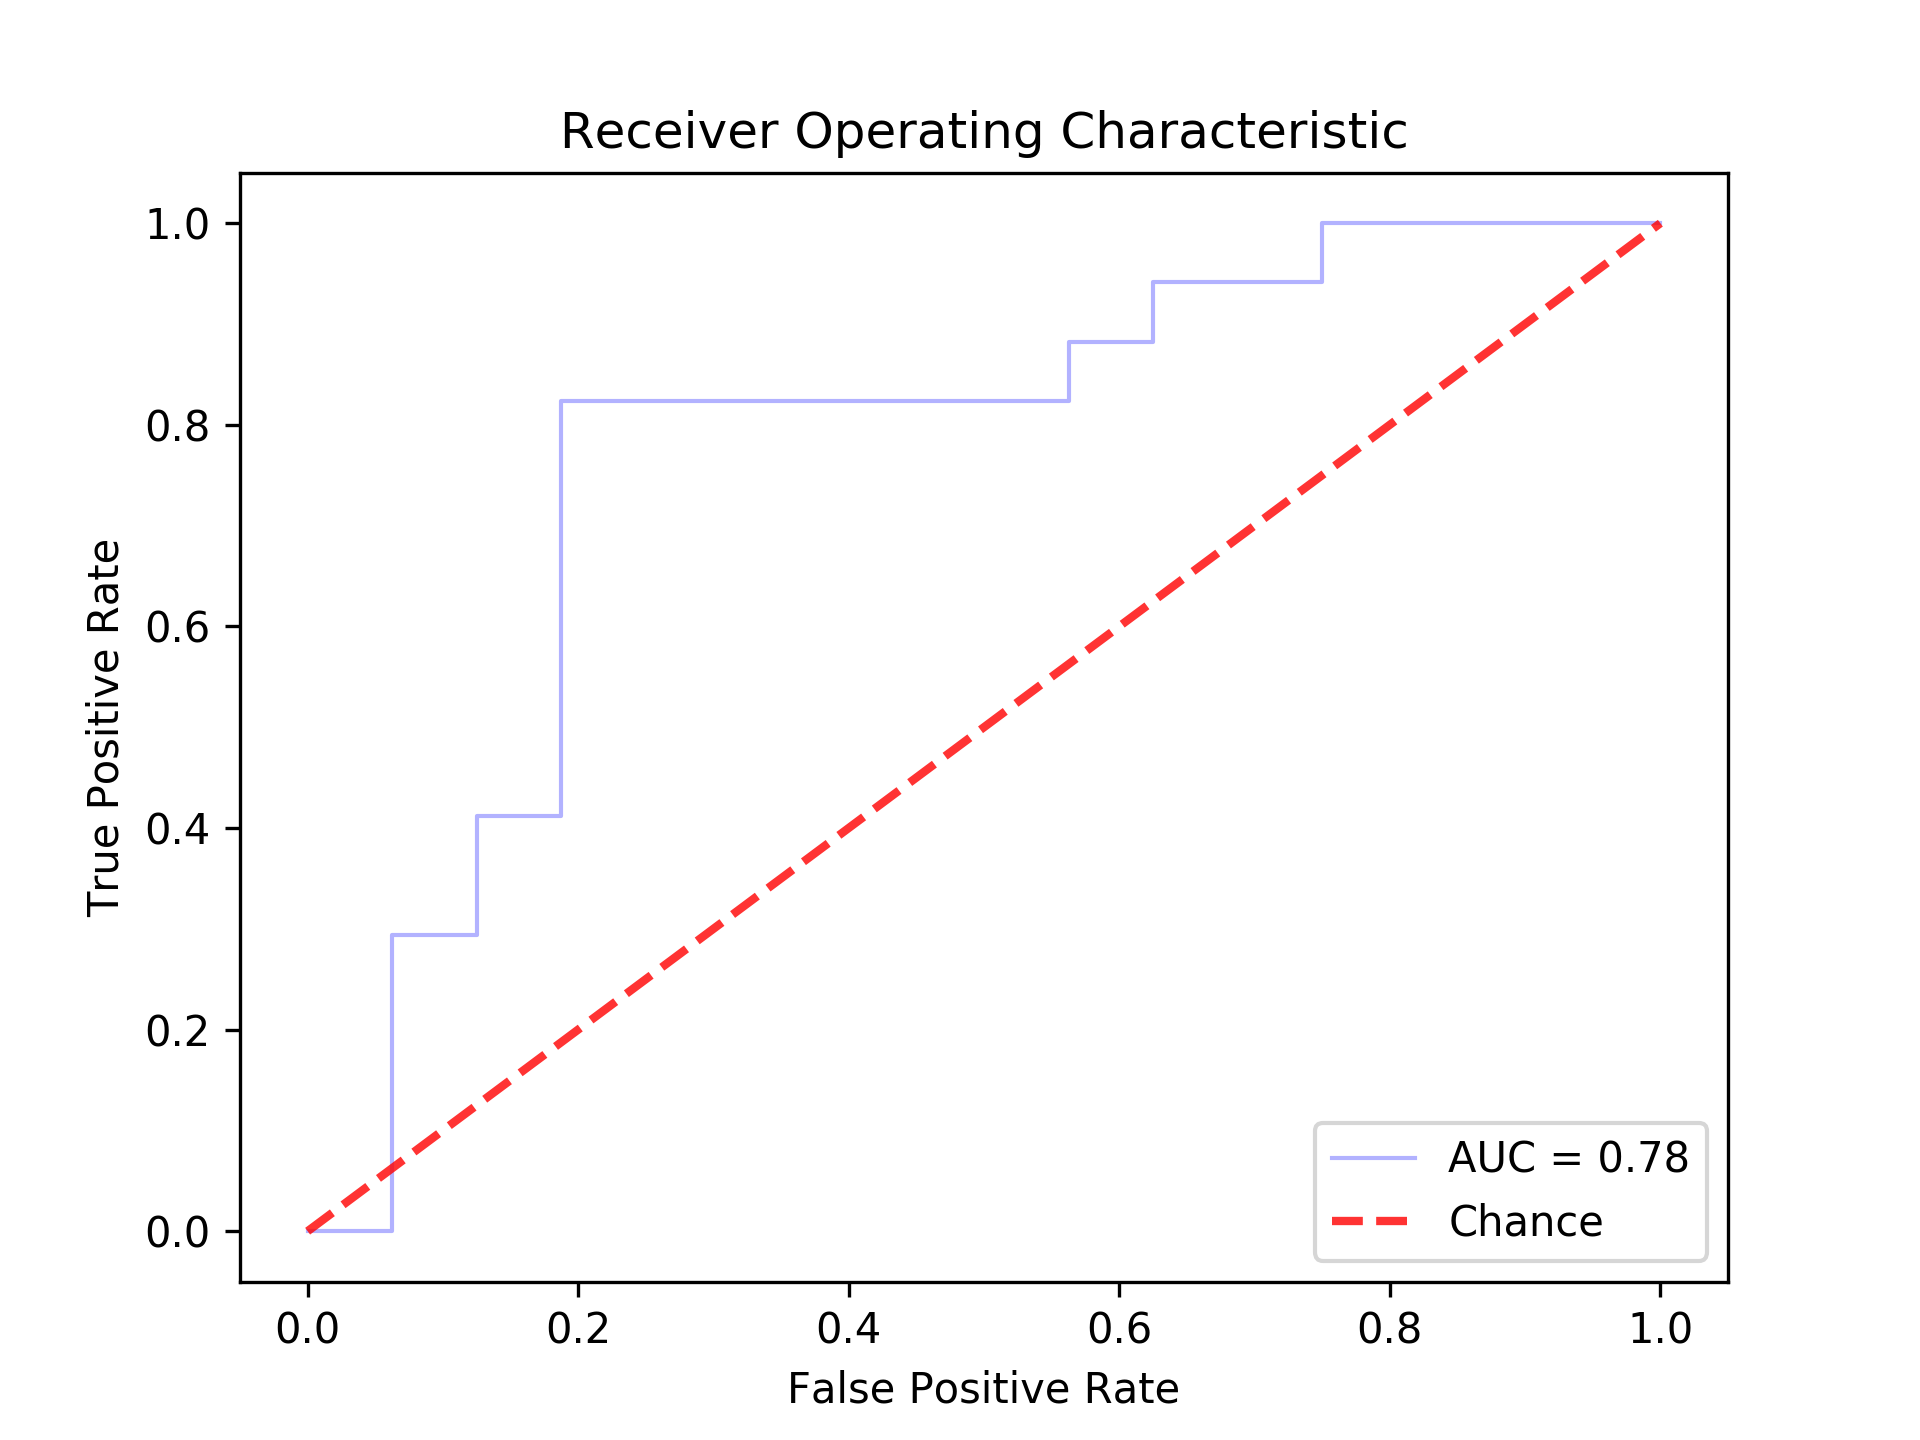 Receiver Operating Characteristic
True Positive Rate
1.0
0.8
0.6
0.4
0.2
0.0
0.0 0.2 0.4 0.6 0.8 1.0
False Positive Rate
AUC = 0.78
Chance